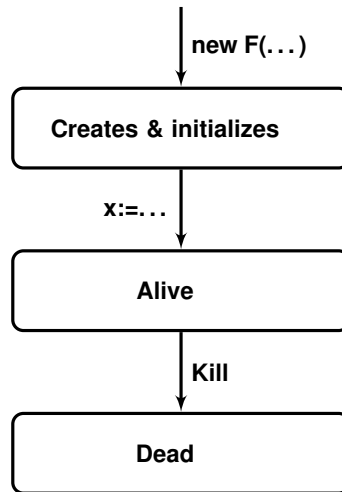 new F(...)
Creates & initializes
x:=...
Alive
Kill
Dead